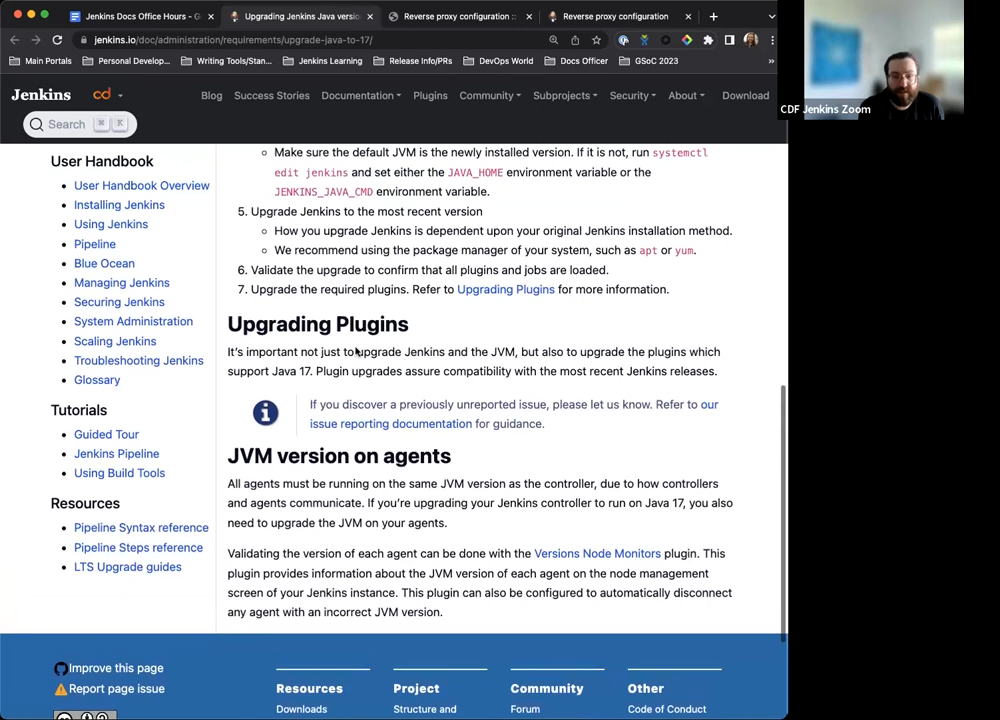 Jenkins Docs Office Hours - G
Upgrading Jenkins Java versio
Reverse proxy configuration ::
Reverse proxy configuration
jenkins.io/doc/administration/requirements/upgrade-java-to-17/
Main Portals
Personal Develop...
Writing Tools/Stan...
Jenkins Learning
Release Info/PRs
DevOps World
Docs Officer
GSoC 2023
»
CDF Jenkins Zoom
Jenkins
cd
Blog
Success Stories
Documentation
Plugins
Community
Subprojects
Security
About
Download
Search
⌘
K
User Handbook
User Handbook Overview
Installing Jenkins
Using Jenkins
Pipeline
Blue Ocean
Managing Jenkins
Securing Jenkins
System Administration
Scaling Jenkins
Troubleshooting Jenkins
Glossary
Tutorials
Guided Tour
Jenkins Pipeline
Using Build Tools
Resources
Pipeline Syntax reference
Pipeline Steps reference
LTS Upgrade guides
Make sure the default JVM is the newly installed version. If it is not, run systemctl
edit jenkins and set either the JAVA_HOME environment variable or the
JENKINS_JAVA_CMD environment variable.
5. Upgrade Jenkins to the most recent version
How you upgrade Jenkins is dependent upon your original Jenkins installation method.
We recommend using the package manager of your system, such as apt or yum.
6. Validate the upgrade to confirm that all plugins and jobs are loaded.
7. Upgrade the required plugins. Refer to Upgrading Plugins for more information.
Upgrading Plugins
It's important not just to upgrade Jenkins and the JVM, but also to upgrade the plugins which
support Java 17. Plugin upgrades assure compatibility with the most recent Jenkins releases.
If you discover a previously unreported issue, please let us know. Refer to our
issue reporting documentation for guidance.
JVM version on agents
All agents must be running on the same JVM version as the controller, due to how controllers
and agents communicate. If you're upgrading your Jenkins controller to run on Java 17, you also
need to upgrade the JVM on your agents.
Validating the version of each agent can be done with the Versions Node Monitors plugin. This
plugin provides information about the JVM version of each agent on the node management
screen of your Jenkins instance. This plugin can also be configured to automatically disconnect
any agent with an incorrect JVM version.
Improve this page
Report page issue
Resources
Downloads
Project
Structure and
Community
Forum
Other
Code of Conduct